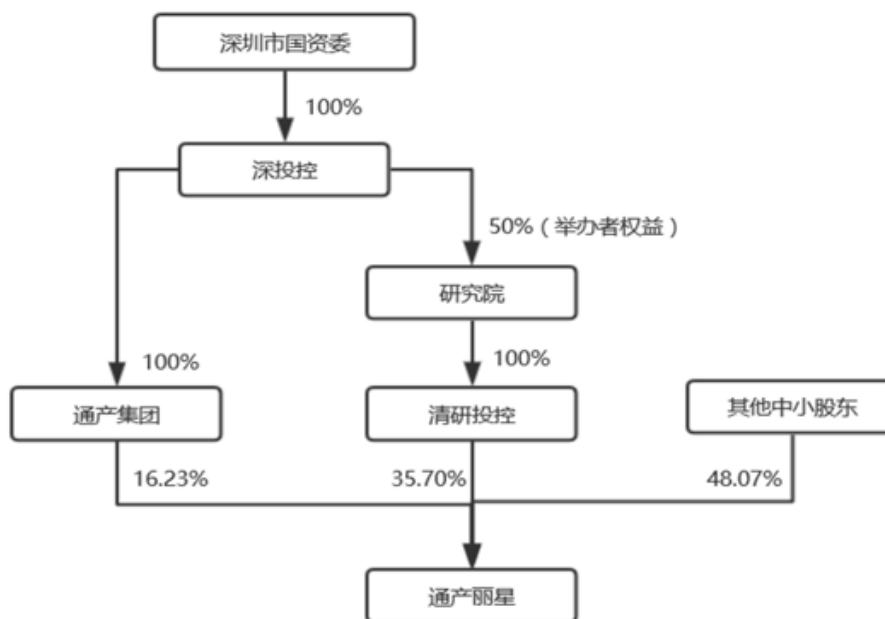 深圳市国资委
100%
深投控
50%（举办者权益）
研究院
100%
100%
通产集团
清研投控
其他中小股东
16.23%
35.70%
48.07%
通产丽星